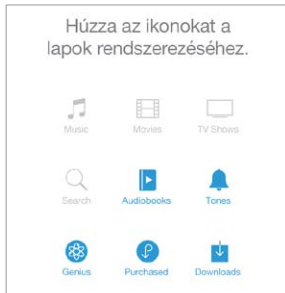 Húzza az ikonokat a
lapok rendszerezéséhez.
Music Movies TV Shows
Search Audiobooks Tones
Genius Purchased Downloads